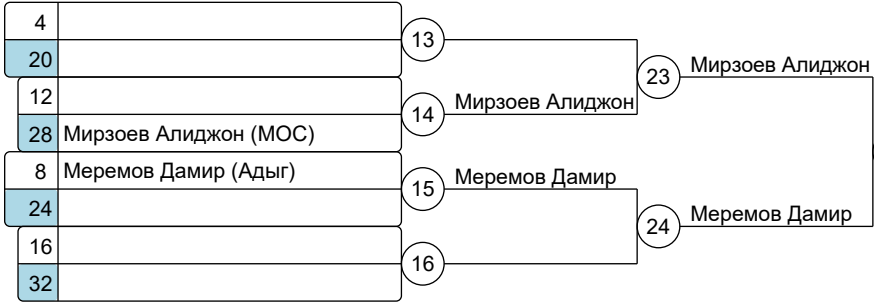 4
13
20
23 Мирзоев Алиджон
12
14 Мирзоев Алиджон
28 Мирзоев Алиджон (МОС)
8 Меремов Дамир (Адыг)
15 Меремов Дамир
24
24 Меремов Дамир
16
16
32